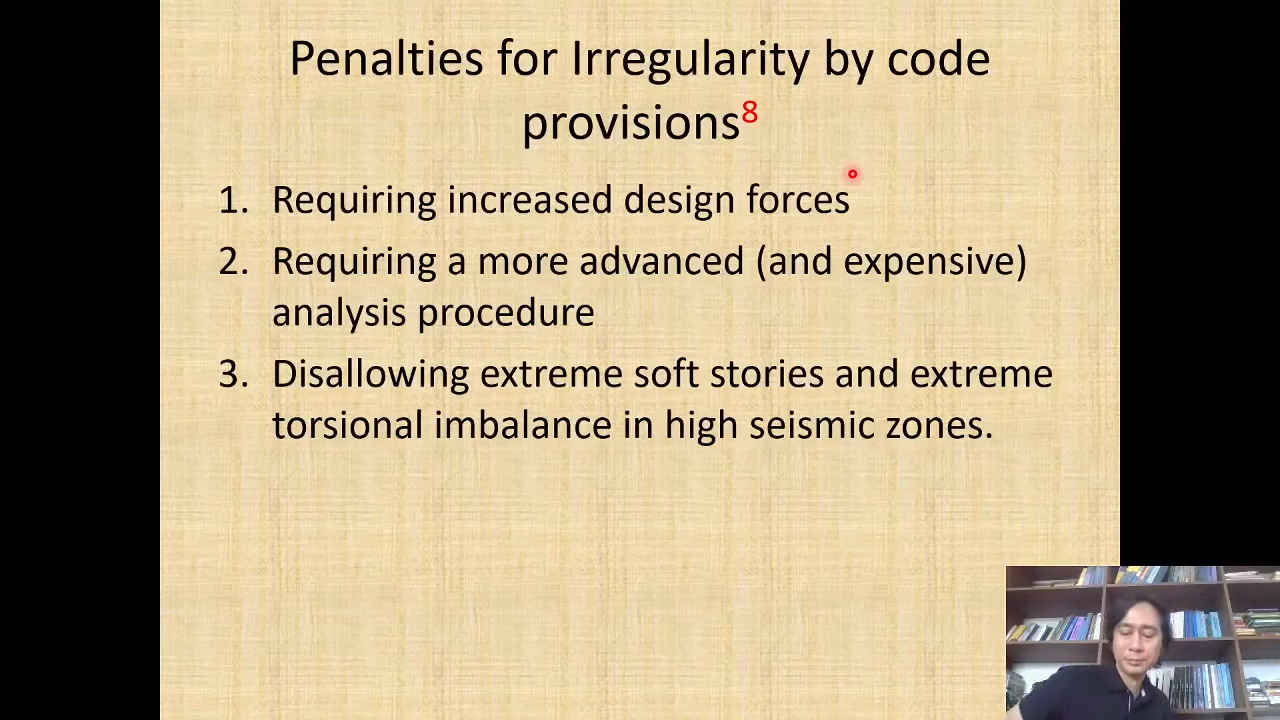 Penalties for Irregularity by code
provisions8
1. Requiring increased design forces
2. Requiring a more advanced (and expensive)
analysis procedure
3. Disallowing extreme soft stories and extreme
torsional imbalance in high seismic zones.